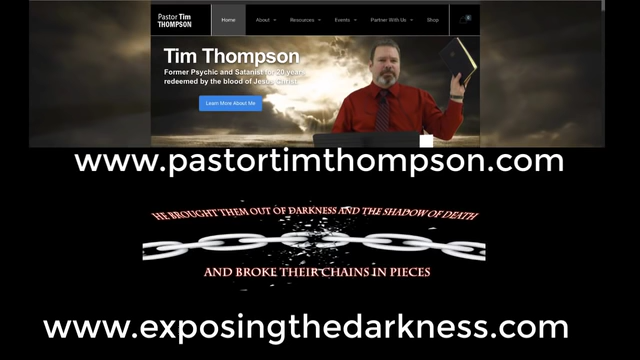 Pastor Tim
THOMPSON
Home About Resources Events Partner With Us Shop
Tim Thompson
Former Psychic and Satanist for 20 years
redeemed by the blood of Jesus Christ.
Learn More About Me
www.pastortimthompson.com
HE BROUGHT THEM OUT OF DARKNESS AND THE SHADOW OF DEATH
AND BROKE THEIR CHAINS IN PIECES
www.exposingthedarkness.com